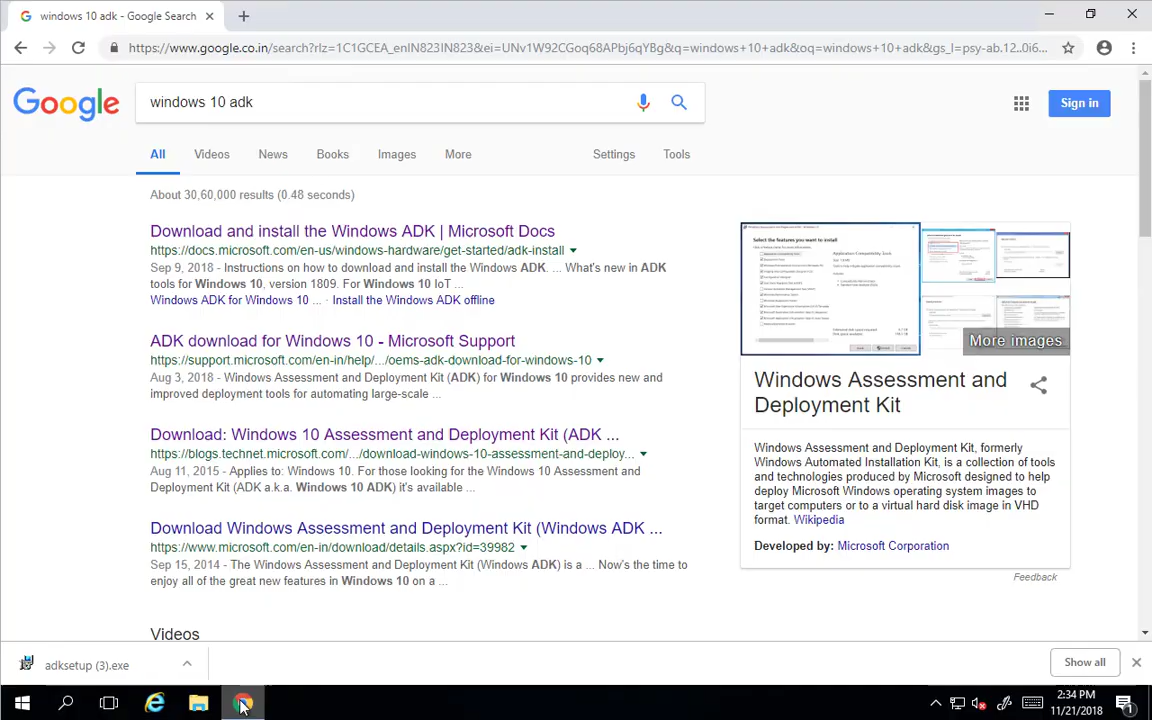 windows 10 adk - Google Search
https://www.google.co.in/search?rlz=1C1GCEA_enIN823IN823&ei=UNv1W92CGoq68APbj6qYBg&q=windows+10+adk&oq=windows+10+adk&gs_l=psy-ab.12..0i6...
Google
windows 10 adk
Sign in
All Videos News Books Images More Settings Tools
About 30,60,000 results (0.48 seconds)
Download and install the Windows ADK | Microsoft Docs
https://docs.microsoft.com/en-us/windows-hardware/get-started/adk-install
Sep 9, 2018 - Instructions on how to download and install the Windows ADK. ... What's new in ADK
tools for Windows 10, version 1809. For Windows 10 IoT ...
Windows ADK for Windows 10 ... · Install the Windows ADK offline
ADK download for Windows 10 - Microsoft Support
https://support.microsoft.com/en-in/help/.../oems-adk-download-for-windows-10
Aug 3, 2018 - Windows Assessment and Deployment Kit (ADK) for Windows 10 provides new and
improved deployment tools for automating large-scale ...
Download: Windows 10 Assessment and Deployment Kit (ADK ...
https://blogs.technet.microsoft.com/.../download-windows-10-assessment-and-deploy...
Aug 11, 2015 - Applies to: Windows 10. For those looking for the Windows 10 Assessment and
Deployment Kit (ADK a.k.a. Windows 10 ADK) it's available ...
Download Windows Assessment and Deployment Kit (Windows ADK ...
https://www.microsoft.com/en-in/download/details.aspx?id=39982
Sep 15, 2014 - The Windows Assessment and Deployment Kit (Windows ADK) is a ... Now's the time to
enjoy all of the great new features in Windows 10 on a ...
Videos
Select the features you want to install
More images
Windows Assessment and
Deployment Kit
Windows Assessment and Deployment Kit, formerly
Windows Automated Installation Kit, is a collection of tools
and technologies produced by Microsoft designed to help
deploy Microsoft Windows operating system images to
target computers or to a virtual hard disk image in VHD
format. Wikipedia
Developed by: Microsoft Corporation
Feedback
adksetup (3).exe
Show all
2:34 PM
11/21/2018
1